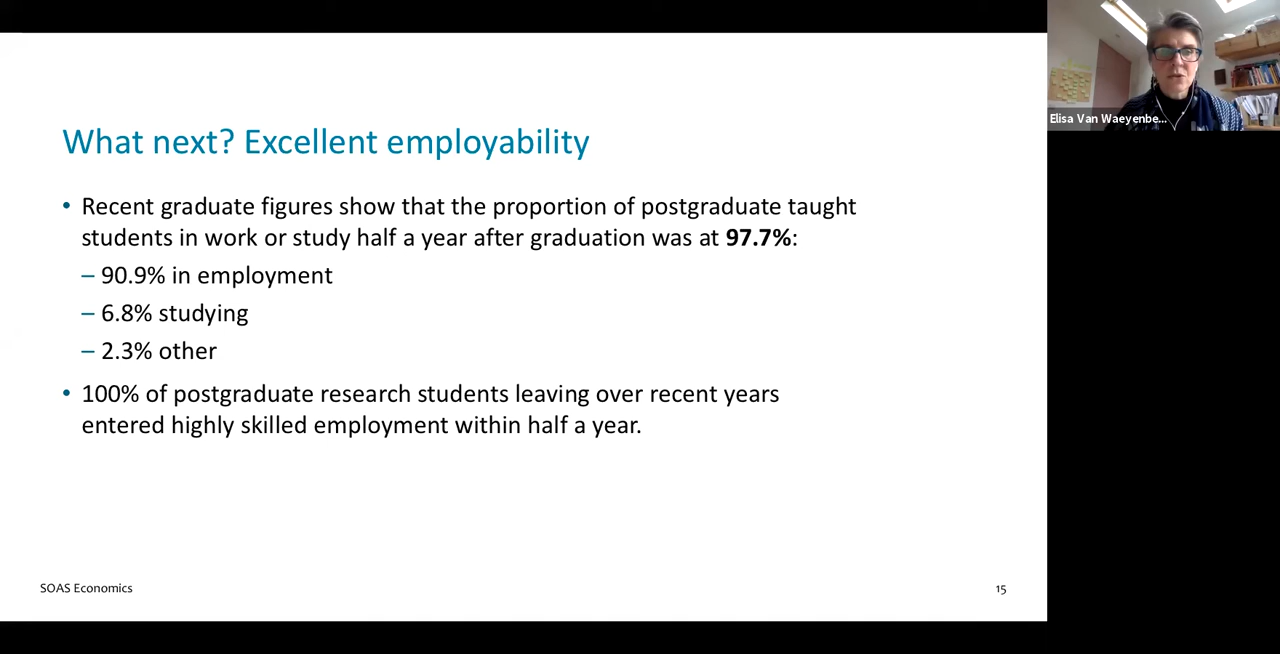 Elisa Van Waeyenbe...
What next? Excellent employability
• Recent graduate figures show that the proportion of postgraduate taught
students in work or study half a year after graduation was at 97.7%:
– 90.9% in employment
– 6.8% studying
– 2.3% other
• 100% of postgraduate research students leaving over recent years
entered highly skilled employment within half a year.
SOAS Economics
15